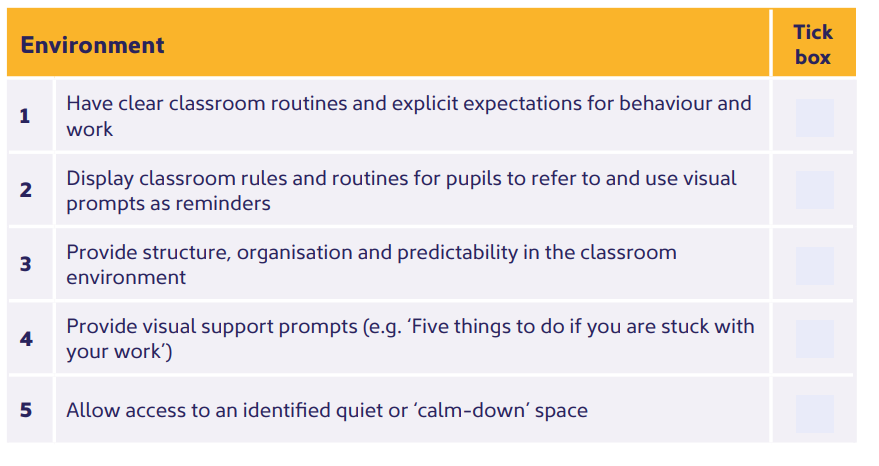 Environment
Tick
box
1
Have clear classroom routines and explicit expectations for behaviour and
work
2
Display classroom rules and routines for pupils to refer to and use visual
prompts as reminders
3
Provide structure, organisation and predictability in the classroom
environment
4
Provide visual support prompts (e.g. ‘Five things to do if you are stuck with
your work’)
5
Allow access to an identified quiet or ‘calm-down’ space